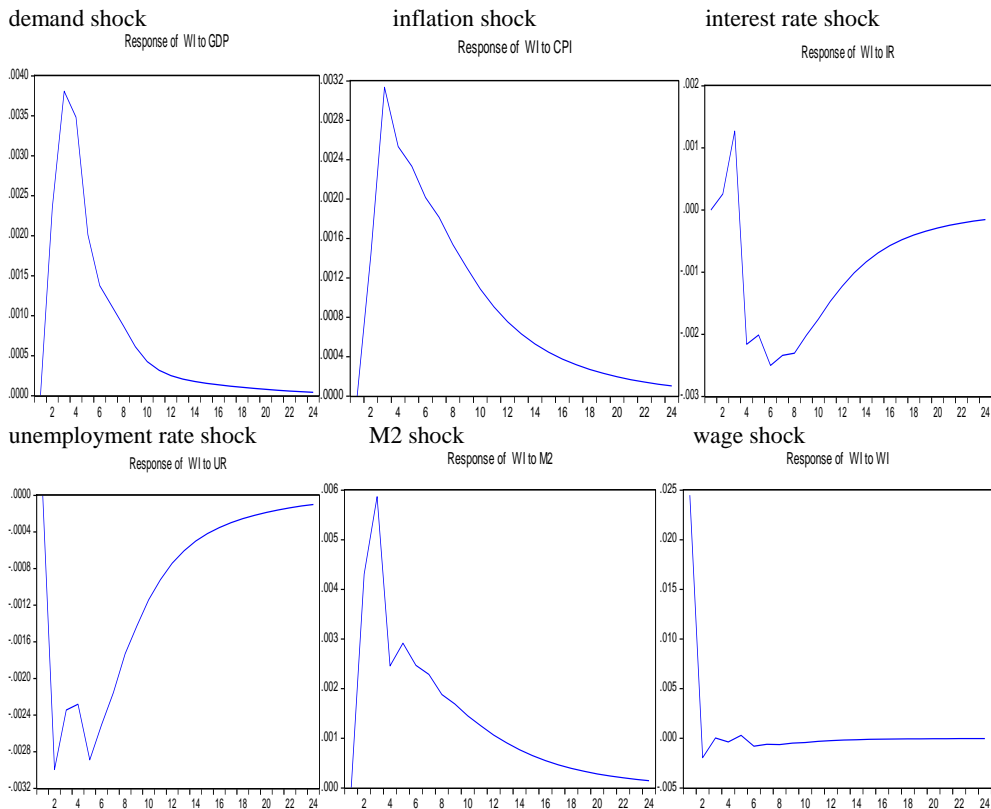 demand shock
inflation shock
interest rate shock
Response of WI to GDP
Response of WI to CPI
Response of WI to IR
.0040
.0035
.0030
.0025
.0020
.0015
.0010
.0005
.0000
2 4 6 8 10 12 14 16 18 20 22 24
.0032
.0028
.0024
.0020
.0016
.0012
.0008
.0004
.0000
2 4 6 8 10 12 14 16 18 20 22 24
.002
.001
.000
-.001
-.002
-.003
2 4 6 8 10 12 14 16 18 20 22 24
unemployment rate shock
M2 shock
wage shock
Response of WI to UR
Response of WI to M2
Response of WI to WI
.0000
-.0004
-.0008
-.0012
-.0016
-.0020
-.0024
-.0028
-.0032
2 4 6 8 10 12 14 16 18 20 22 24
.006
.005
.004
.003
.002
.001
.000
2 4 6 8 10 12 14 16 18 20 22 24
.025
.020
.015
.010
.005
.000
-.005
2 4 6 8 10 12 14 16 18 20 22 24